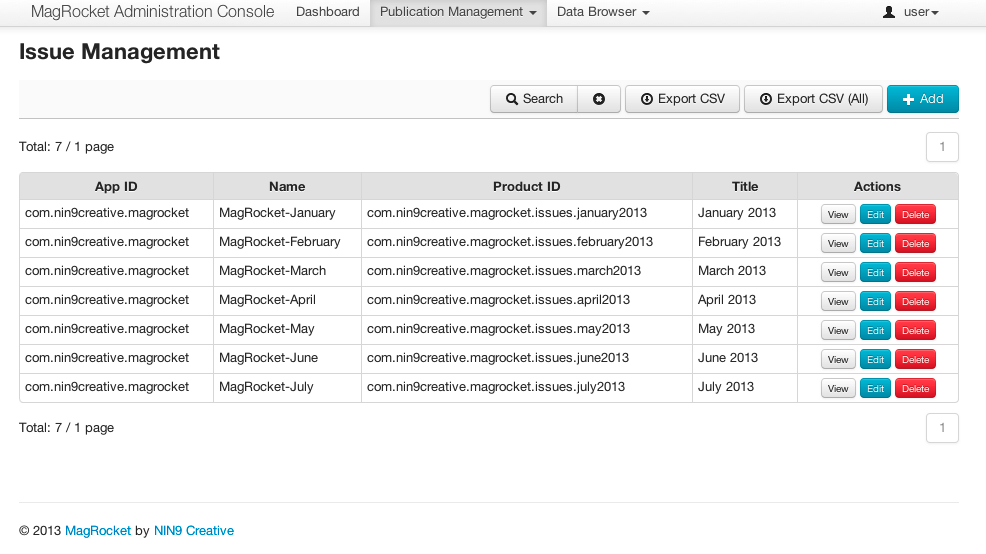 MagRocket Administration Console Dashboard Publication Management Data Browser user
Issue Management
Search Export CSV Export CSV (All) Add
Total: 7 / 1 page 1
App ID Name Product ID Title Actions
com.nin9creative.magrocket MagRocket-January com.nin9creative.magrocket.issues.january2013 January 2013 View Edit Delete
com.nin9creative.magrocket MagRocket-February com.nin9creative.magrocket.issues.february2013 February 2013 View Edit Delete
com.nin9creative.magrocket MagRocket-March com.nin9creative.magrocket.issues.march2013 March 2013 View Edit Delete
com.nin9creative.magrocket MagRocket-April com.nin9creative.magrocket.issues.april2013 April 2013 View Edit Delete
com.nin9creative.magrocket MagRocket-May com.nin9creative.magrocket.issues.may2013 May 2013 View Edit Delete
com.nin9creative.magrocket MagRocket-June com.nin9creative.magrocket.issues.june2013 June 2013 View Edit Delete
com.nin9creative.magrocket MagRocket-July com.nin9creative.magrocket.issues.july2013 July 2013 View Edit Delete
Total: 7 / 1 page 1
© 2013 MagRocket by NIN9 Creative